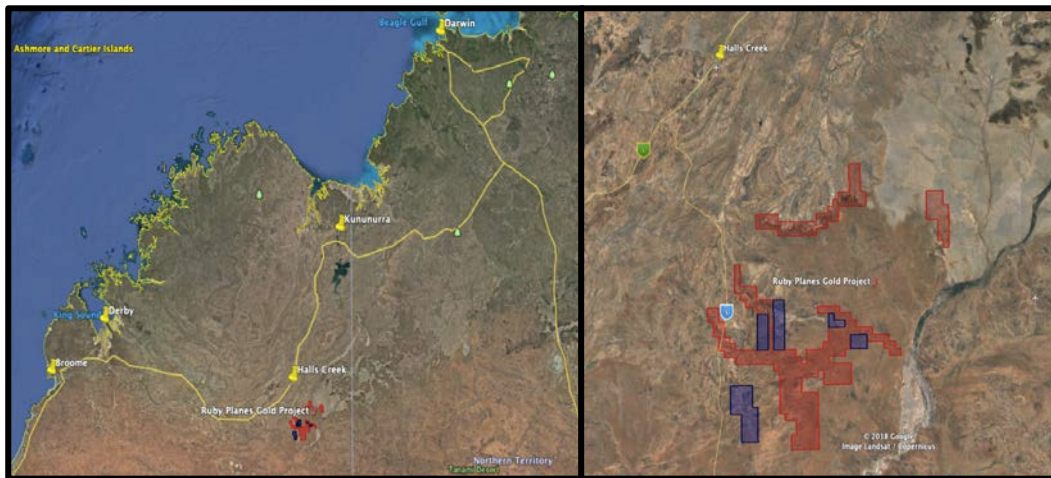 Beagle Gulf
Darwin
Ashmore and Cartier Islands
Kununurra
King Sound
Derby
Broome
Halls Creek
Ruby Planes Gold Project
Northern Territory
Tanami Desert
Halls Creek
1
Ruby Planes Gold Project
© 2018 Google
Image Landsat / Copernicus